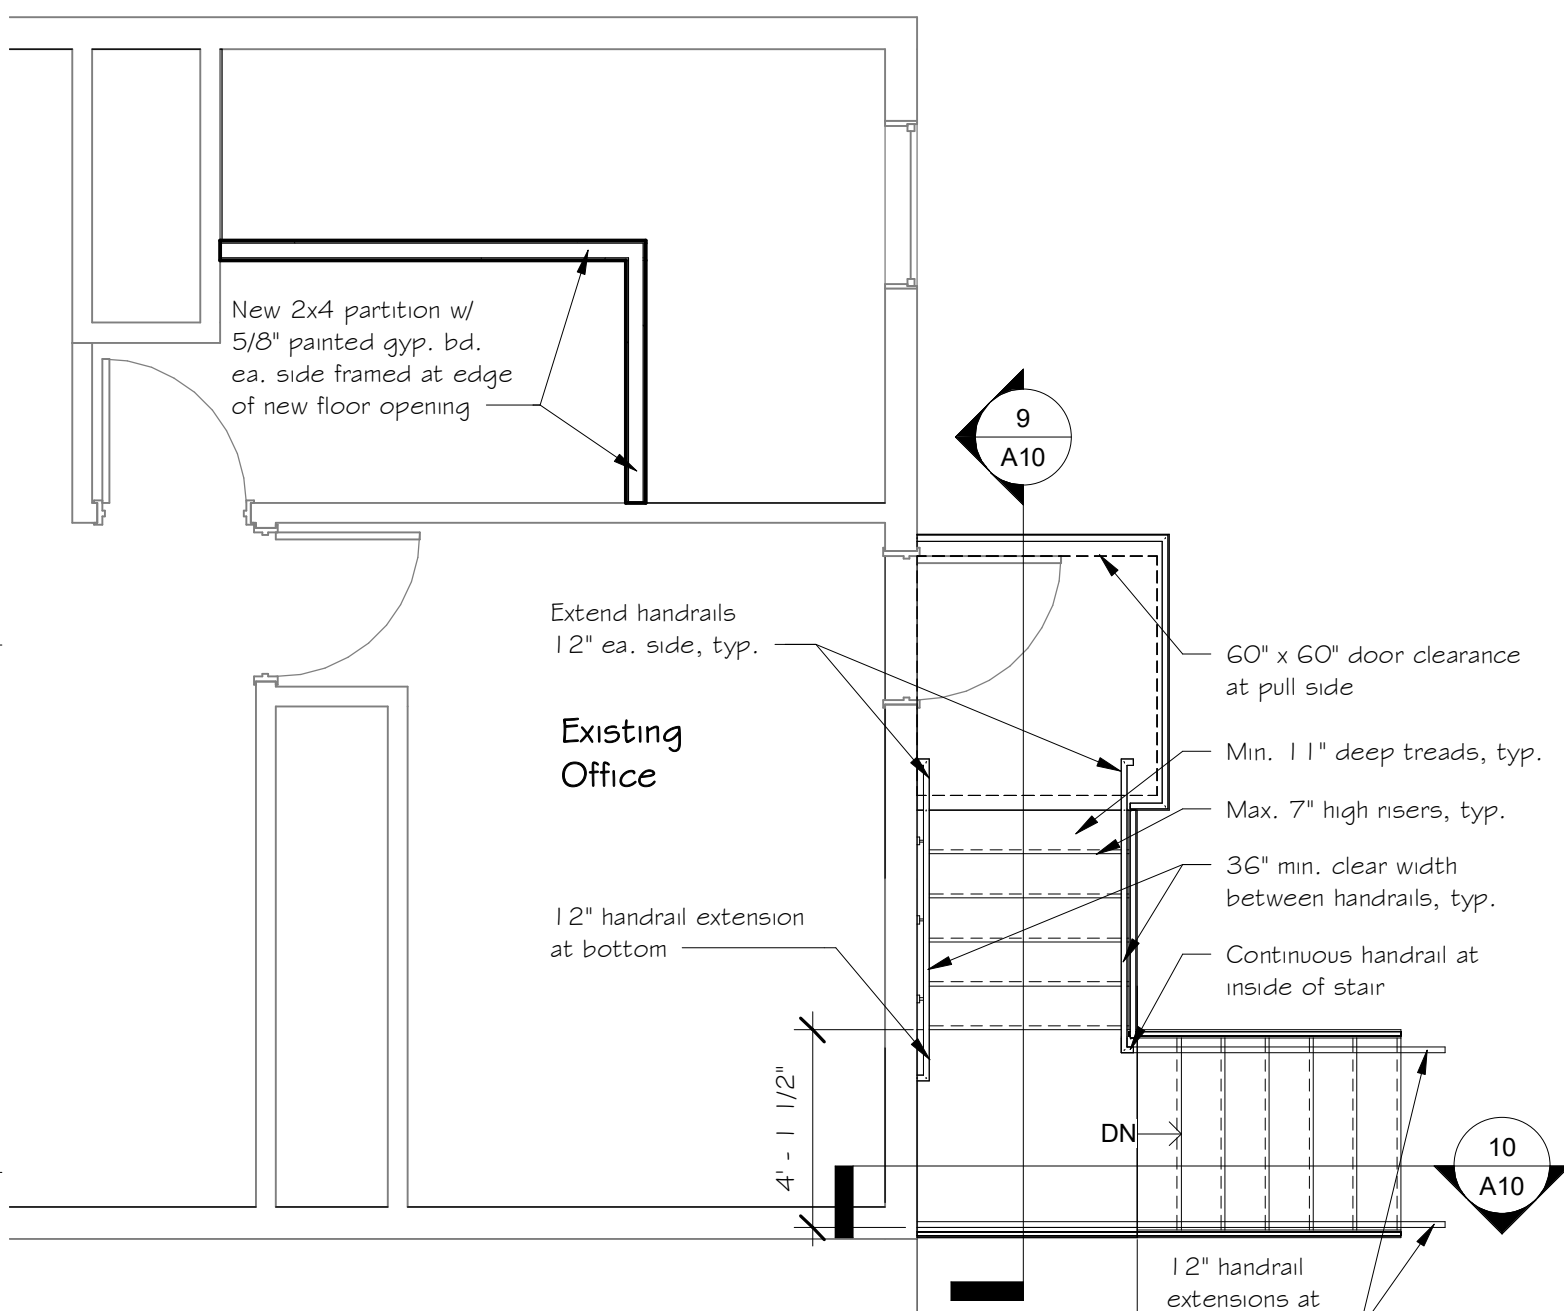 New 2x4 partition w/
5/8" painted gyp. bd.
ea. side framed at edge
of new floor opening
9
A10
Extend handrails
12" ea. side, typ.
60" x 60" door clearance
at pull side
Existing
Office
Min. 11" deep treads, typ.
Max. 7" high risers, typ.
36" min. clear width
between handrails, typ.
12" handrail extension
at bottom
Continuous handrail at
inside of stair
4' - 1 1/2"
DN
10
A10
12" handrail
extensions at